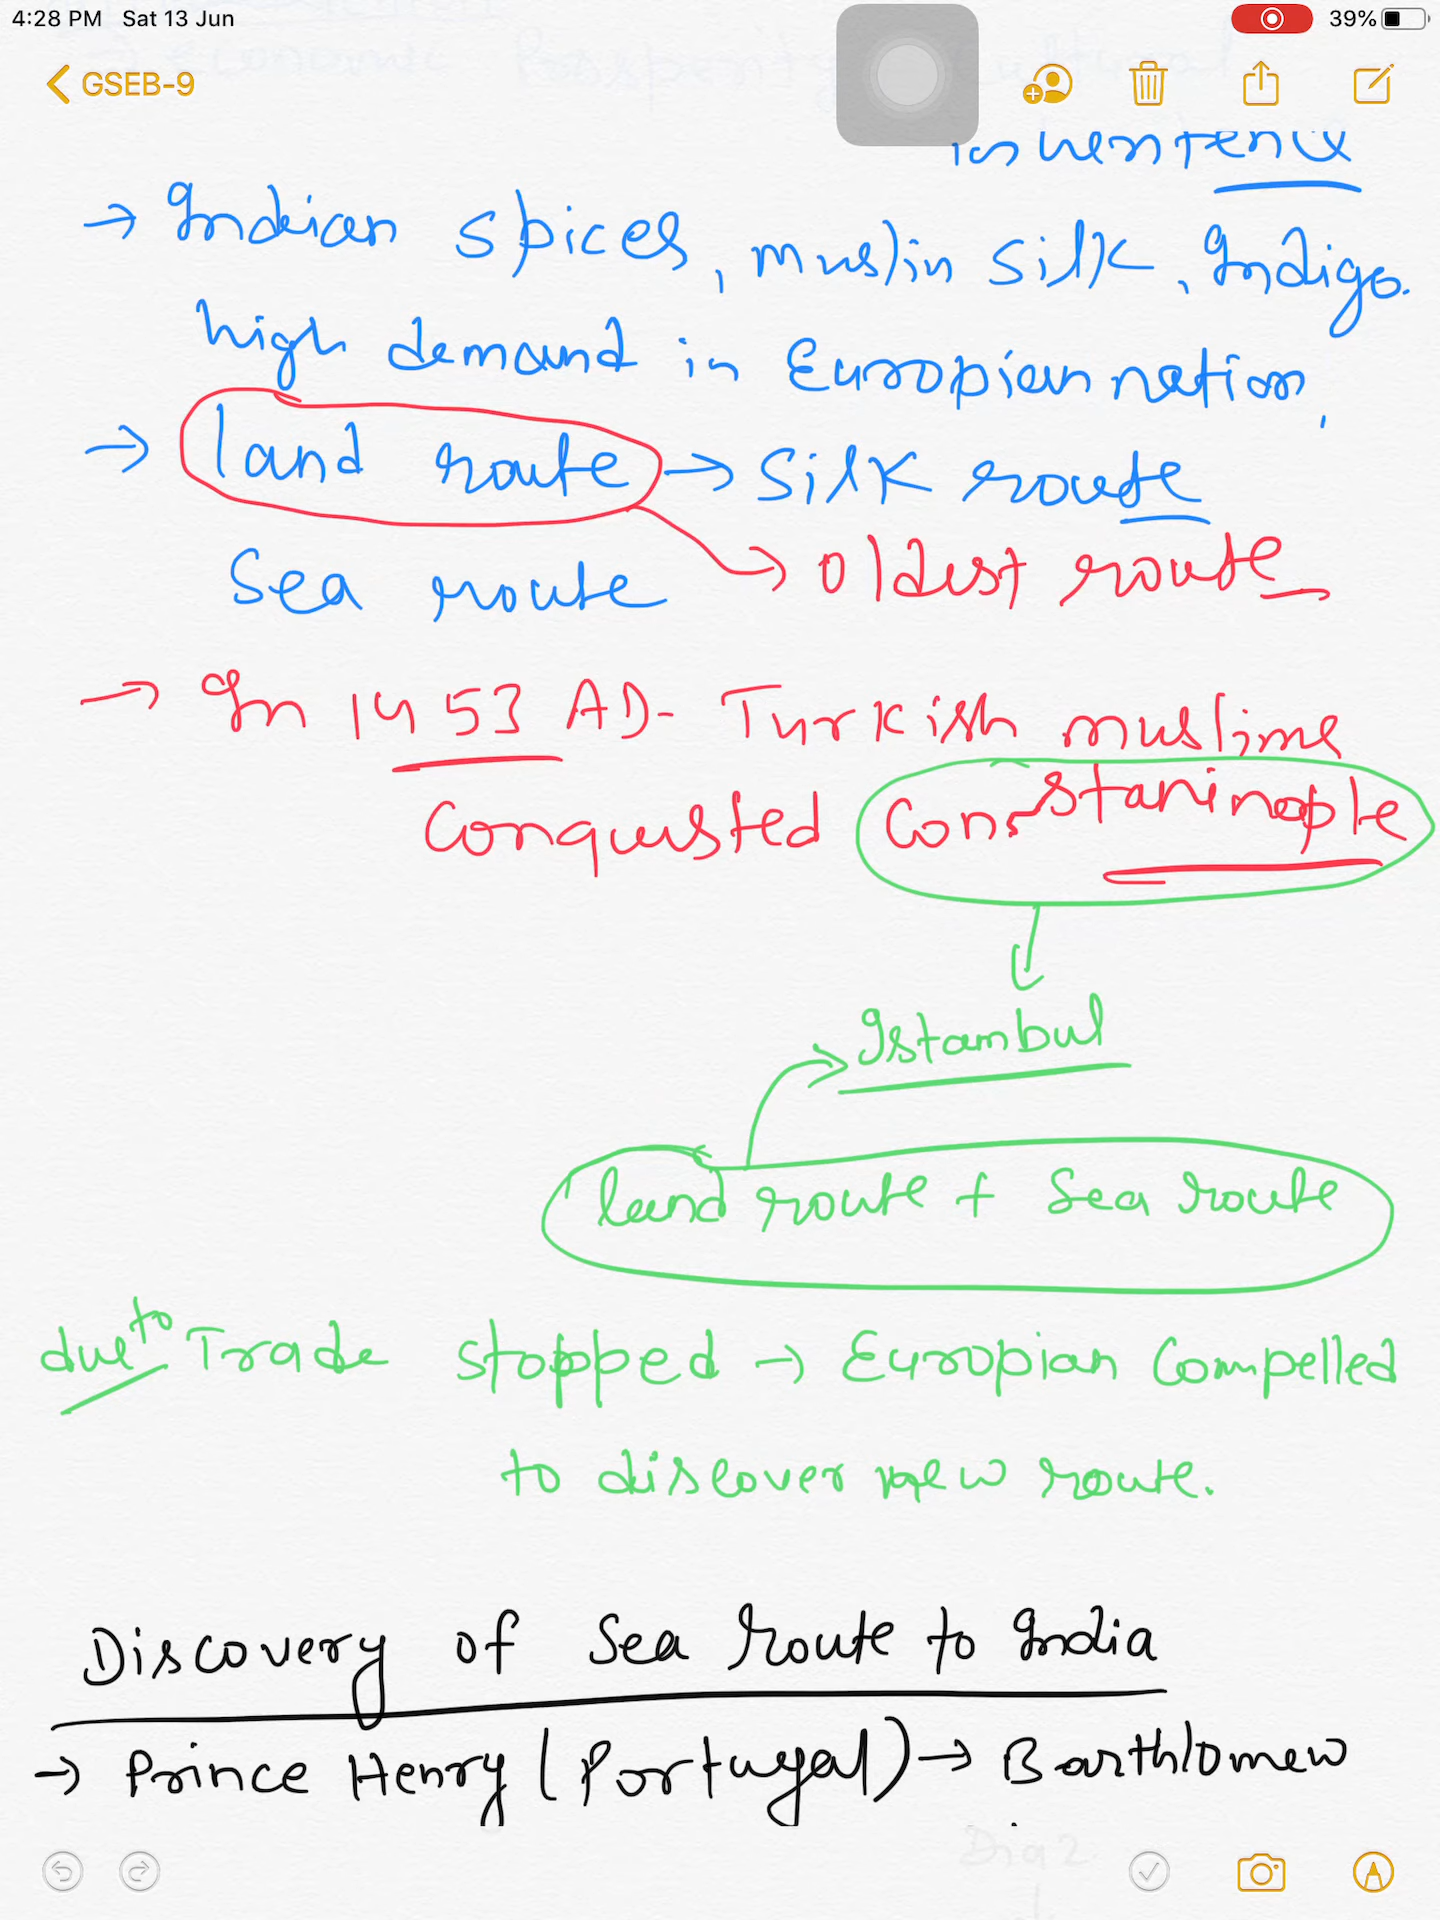 4:28 PM Sat 13 Jun 39%
GSEB-9
→ Indian spices, muslin silk, Indigo.
high demand in Europian nation,
→ land route → Silk route
Sea route → oldest route
→ In 1453 AD- Turkish muslims
Conqusted Constaninople
Istambul
land route + Sea route
due to Trade stopped → Europian Compelled
to discover new route.
Discovery of Sea route to India
→ Prince Henry (Portugal) → Barthlomew